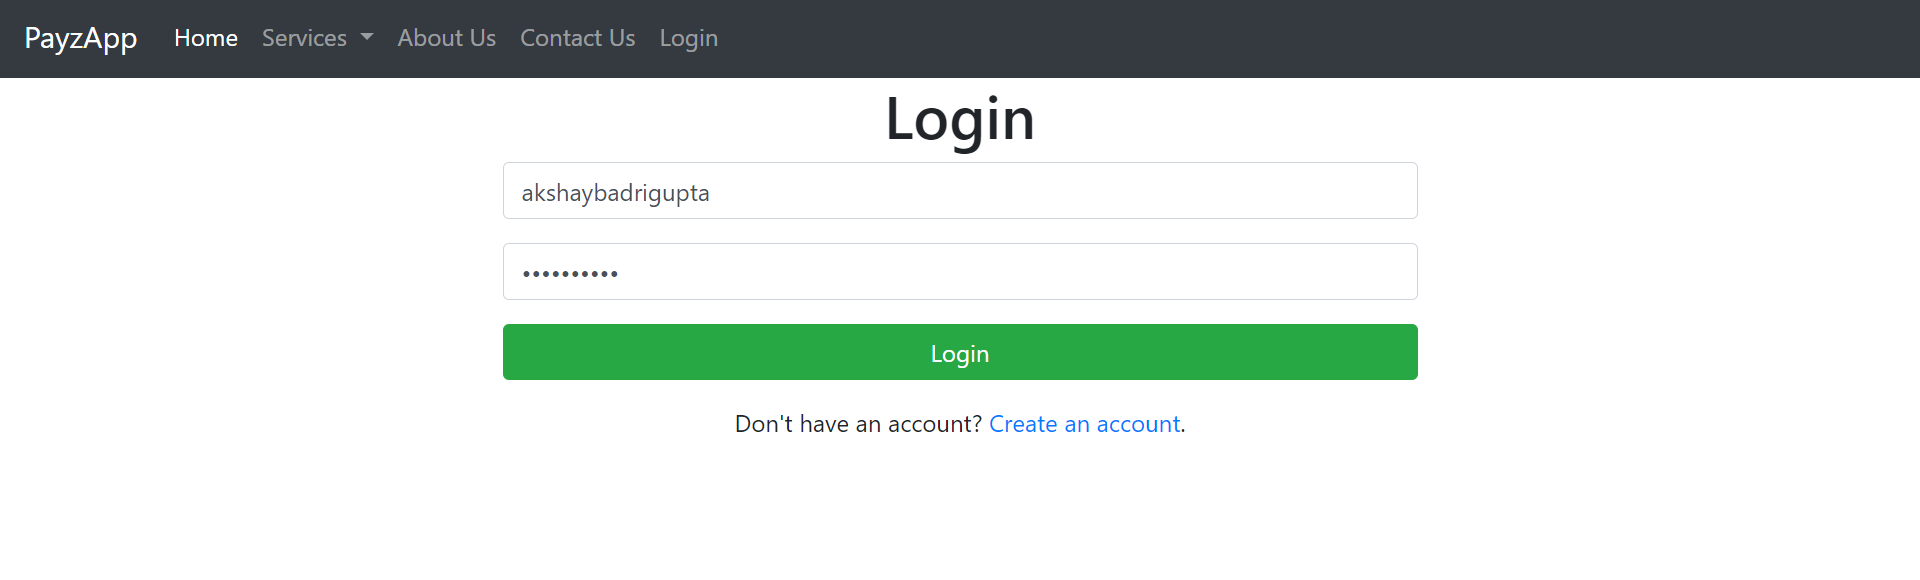 PayzApp Home Services About Us Contact Us Login
Login
akshaybadrigupta
••••••••••
Login
Don't have an account? Create an account.